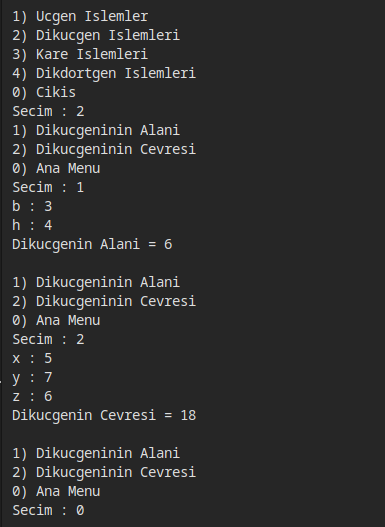 1) Ucgen Islemler
2) Dikucgen Islemleri
3) Kare Islemleri
4) Dikdortgen Islemleri
0) Cikis
Secim : 2
1) Dikucgeninin Alani
2) Dikucgeninin Cevresi
0) Ana Menu
Secim : 1
b : 3
h : 4
Dikucgenin Alani = 6

1) Dikucgeninin Alani
2) Dikucgeninin Cevresi
0) Ana Menu
Secim : 2
x : 5
y : 7
z : 6
Dikucgenin Cevresi = 18

1) Dikucgeninin Alani
2) Dikucgeninin Cevresi
0) Ana Menu
Secim : 0